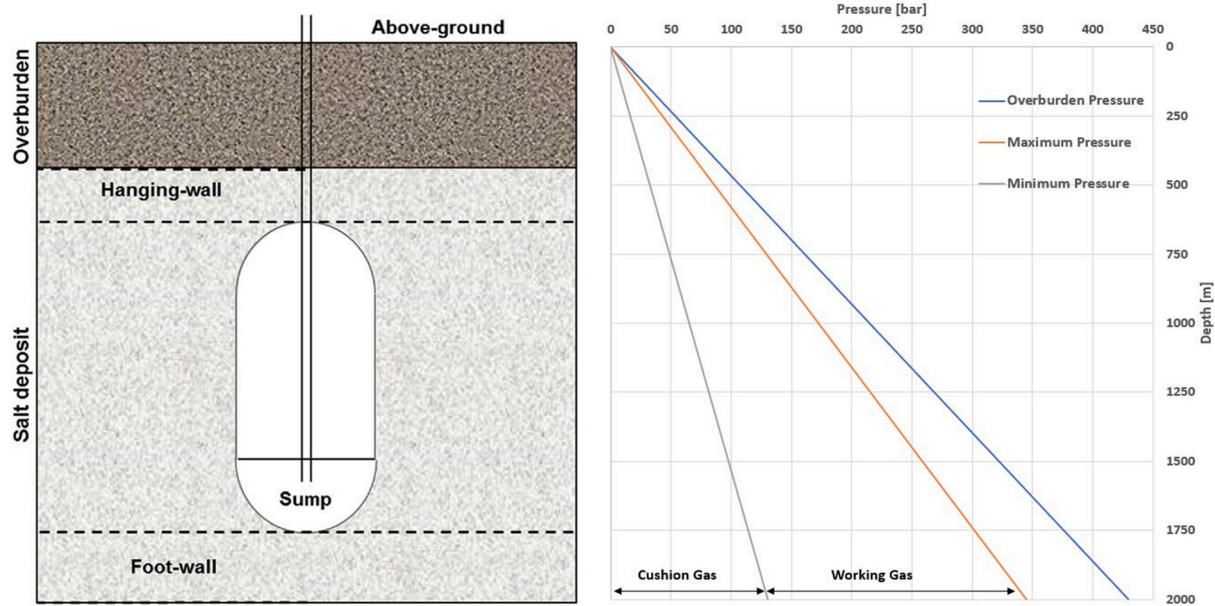 Above-ground
Overburden
Hanging-wall
Salt deposit
Sump
Foot-wall
Pressure [bar]
0 50 100 150 200 250 300 350 400 450
0
250
500
750
1000
1250
1500
1750
2000
Depth [m]
Overburden Pressure
Maximum Pressure
Minimum Pressure
Cushion Gas
Working Gas